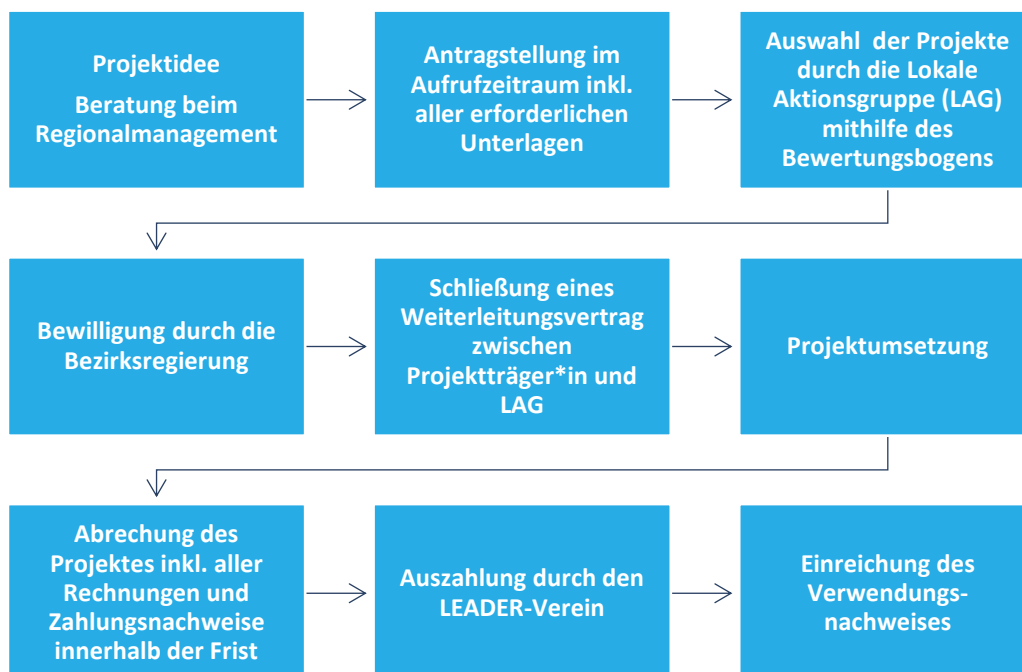 Projektidee
Beratung beim
Regionalmanagement
Antragstellung im
Aufrufzeitraum inkl.
aller erforderlichen
Unterlagen
Auswahl der Projekte
durch die Lokale
Aktionsgruppe (LAG)
mithilfe des
Bewertungsbogens
Bewilligung durch die
Bezirksregierung
Schließung eines
Weiterleitungsvertrag
zwischen
Projektträger*in und
LAG
Projektumsetzung
Abrechung des
Projektes inkl. aller
Rechnungen und
Zahlungsnachweise
innerhalb der Frist
Auszahlung durch den
LEADER-Verein
Einreichung des
Verwendungs-
nachweises